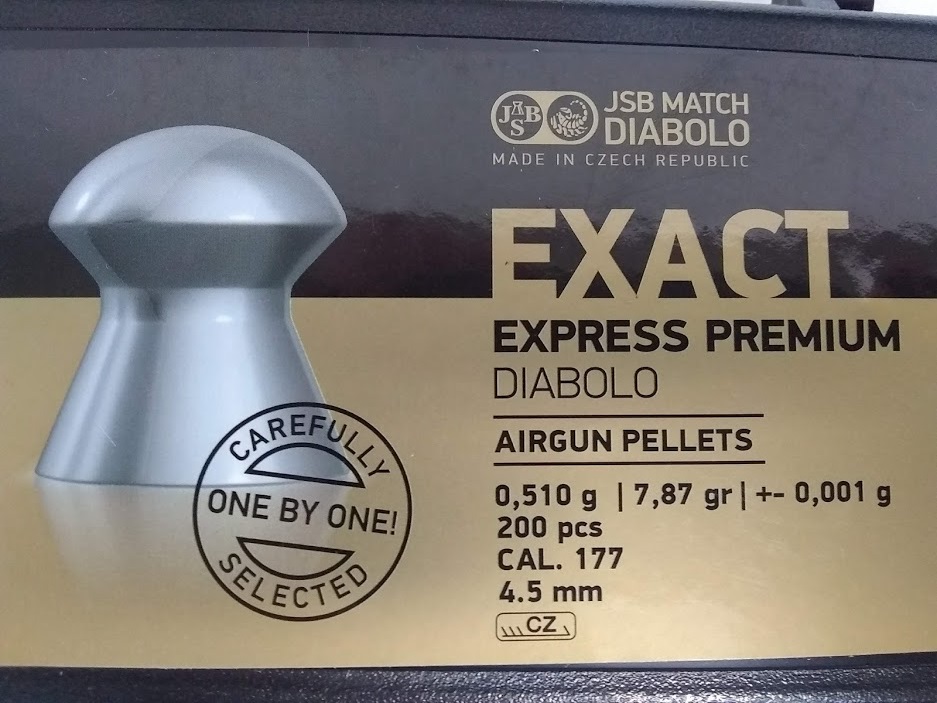 JSB
JSB MATCH
DIABOLO
MADE IN CZECH REPUBLIC
EXACT
EXPRESS PREMIUM
DIABOLO
AIRGUN PELLETS
0,510 g | 7,87 gr | +- 0,001 g
200 pcs
CAL. 177
4.5 mm
CZ
CAREFULLY
ONE BY ONE!
SELECTED